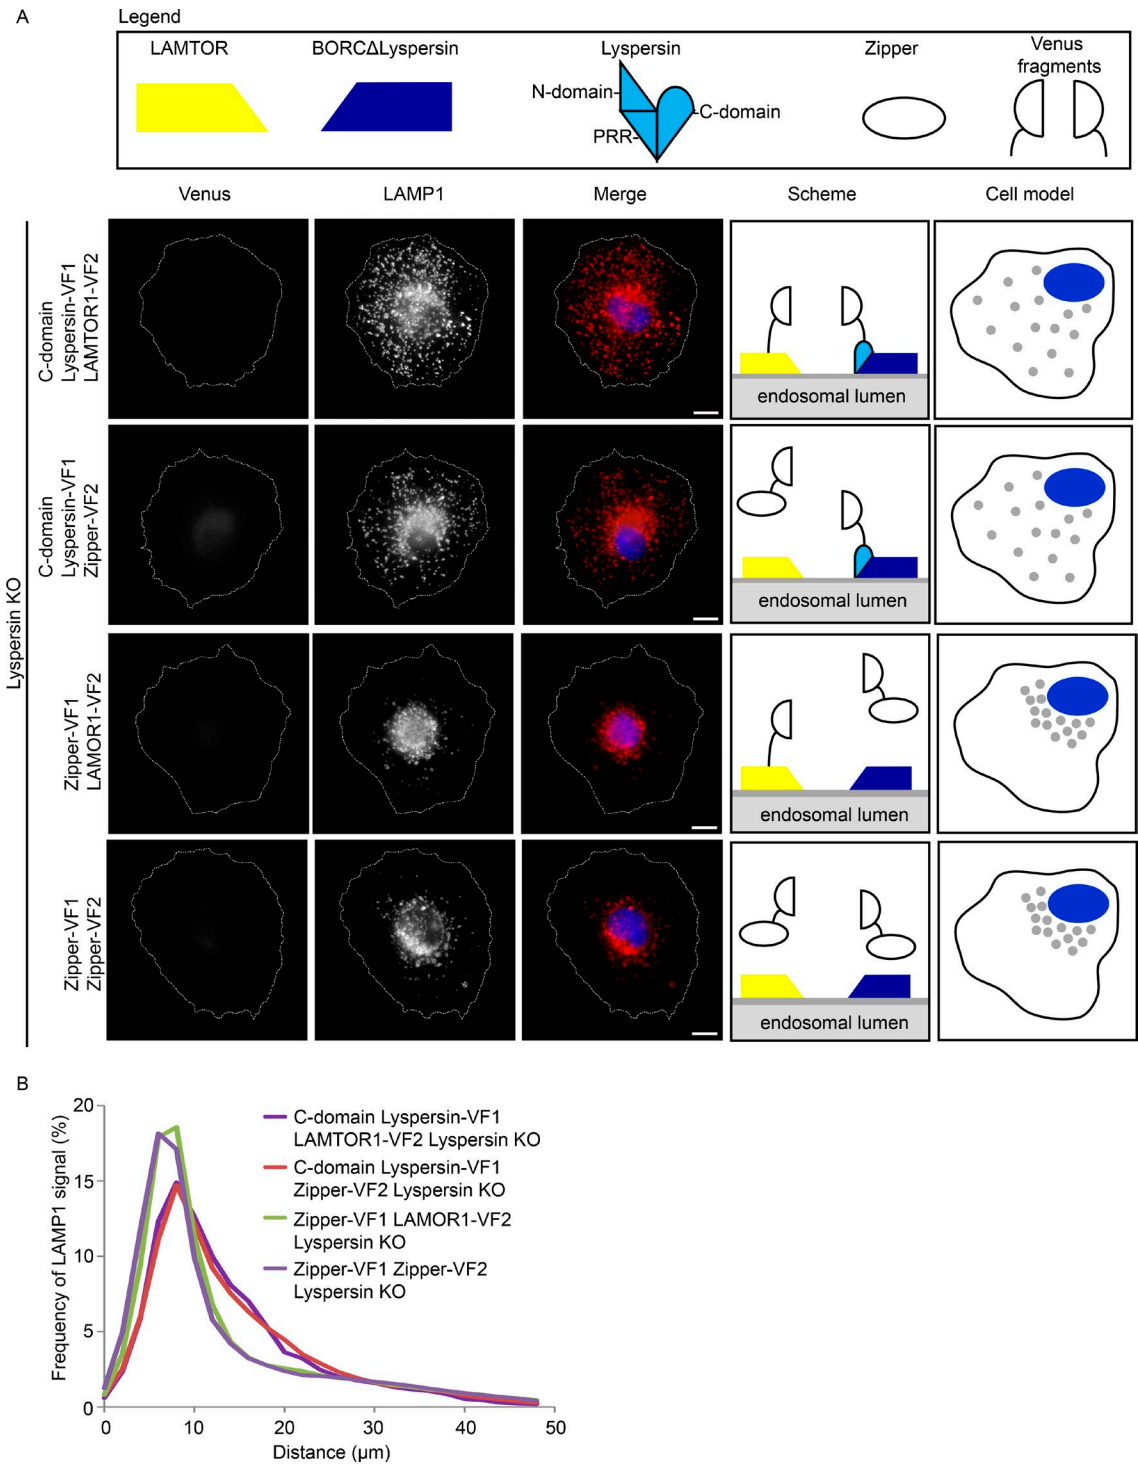 A
Legend
LAMTOR
BORCΔLyspersin
Lyspersin
Zipper
Venus
fragments
N-domain
C-domain
PRR
Venus
LAMP1
Merge
Scheme
Cell model
Lyspersin KO
C-domain
Lyspersin-VF1
LAMTOR1-VF2
endosomal lumen
C-domain
Lyspersin-VF1
Zipper-VF2
endosomal lumen
Zipper-VF1
LAMOR1-VF2
endosomal lumen
Zipper-VF1
Zipper-VF2
endosomal lumen
B
Frequency of LAMP1 signal (%)
20
15
10
5
0
C-domain Lyspersin-VF1
LAMTOR1-VF2 Lyspersin KO
C-domain Lyspersin-VF1
Zipper-VF2 Lyspersin KO
Zipper-VF1 LAMOR1-VF2
Lyspersin KO
Zipper-VF1 Zipper-VF2
Lyspersin KO
0 10 20 30 40 50
Distance (μm)